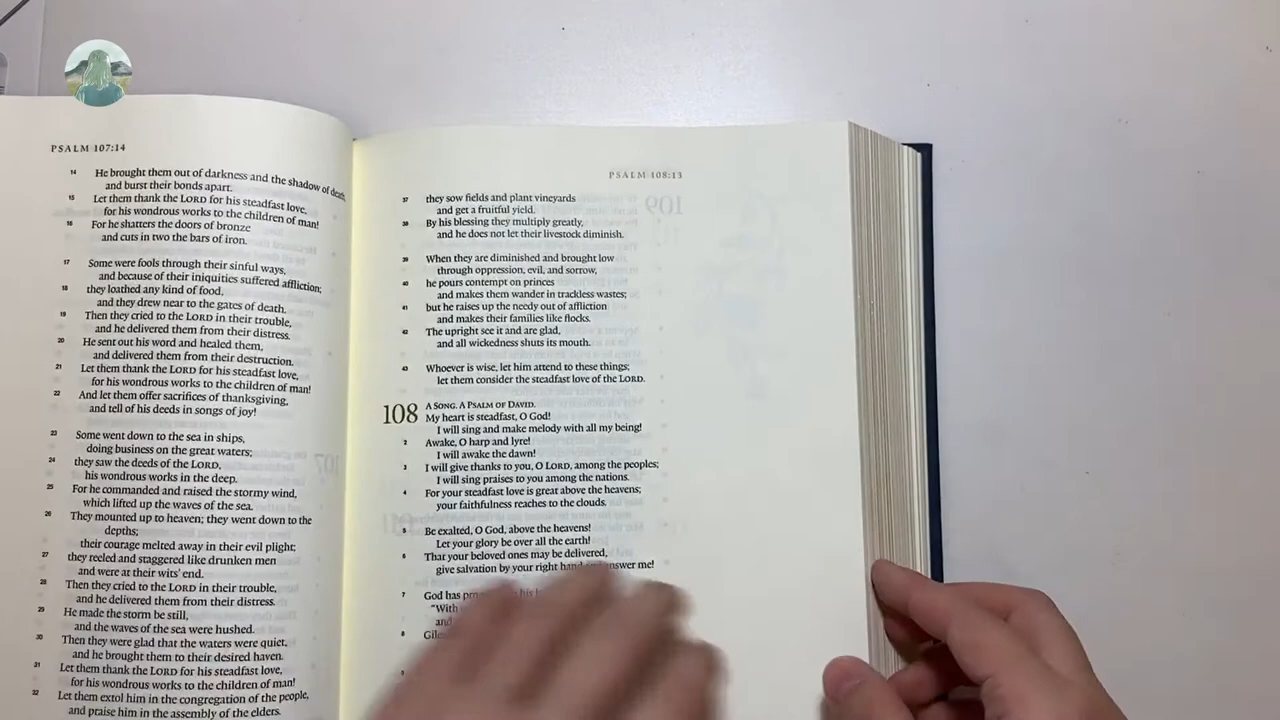 PSALM 107:14
14 He brought them out of darkness and the shadow of death,
and burst their bonds apart.
15 Let them thank the LORD for his steadfast love,
for his wondrous works to the children of man!
16 For he shatters the doors of bronze
and cuts in two the bars of iron.
17 Some were fools through their sinful ways,
and because of their iniquities suffered affliction;
18 they loathed any kind of food,
and they drew near to the gates of death.
19 Then they cried to the LORD in their trouble,
and he delivered them from their distress.
20 He sent out his word and healed them,
and delivered them from their destruction.
21 Let them thank the LORD for his steadfast love,
for his wondrous works to the children of man!
22 And let them offer sacrifices of thanksgiving,
and tell of his deeds in songs of joy!
23 Some went down to the sea in ships,
doing business on the great waters;
24 they saw the deeds of the LORD,
his wondrous works in the deep.
25 For he commanded and raised the stormy wind,
which lifted up the waves of the sea.
26 They mounted up to heaven; they went down to the
depths;
their courage melted away in their evil plight;
27 they reeled and staggered like drunken men
and were at their wits' end.
28 Then they cried to the LORD in their trouble,
and he delivered them from their distress.
29 He made the storm be still,
and the waves of the sea were hushed.
30 Then they were glad that the waters were quiet,
and he brought them to their desired haven.
31 Let them thank the LORD for his steadfast love,
for his wondrous works to the children of man!
32 Let them extol him in the congregation of the people,
and praise him in the assembly of the elders.
PSALM 108:13
37 they sow fields and plant vineyards
and get a fruitful yield.
38 By his blessing they multiply greatly,
and he does not let their livestock diminish.
39 When they are diminished and brought low
through oppression, evil, and sorrow,
40 he pours contempt on princes
and makes them wander in trackless wastes;
41 but he raises up the needy out of affliction
and makes their families like flocks.
42 The upright see it and are glad,
and all wickedness shuts its mouth.
43 Whoever is wise, let him attend to these things;
let them consider the steadfast love of the LORD.
108 A SONG. A PSALM OF DAVID.
My heart is steadfast, O God!
I will sing and make melody with all my being!
2 Awake, O harp and lyre!
I will awake the dawn!
3 I will give thanks to you, O LORD, among the peoples;
I will sing praises to you among the nations.
4 For your steadfast love is great above the heavens;
your faithfulness reaches to the clouds.
5 Be exalted, O God, above the heavens!
Let your glory be over all the earth!
6 That your beloved ones may be delivered,
give salvation by your right hand answer me!
7 God has
"With
and
8